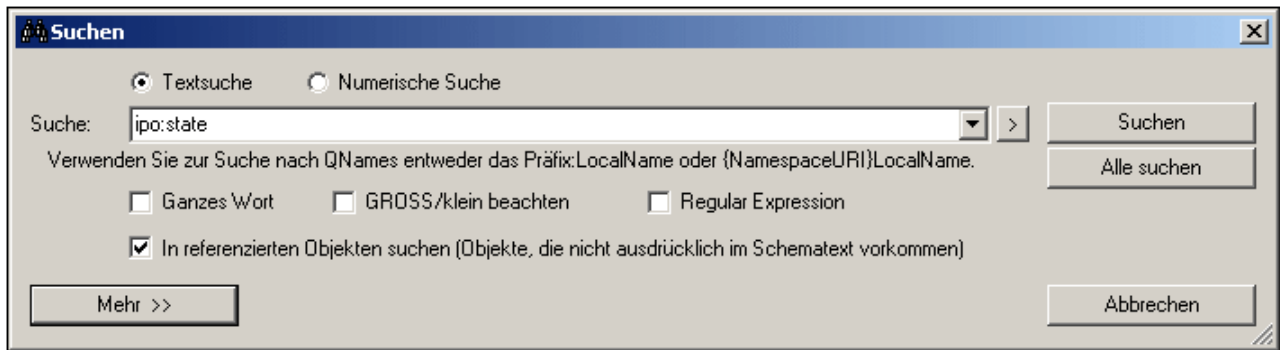 Suchen
Textsuche Numerische Suche
Suche: ipo:state > Suchen
Verwenden Sie zur Suche nach QNames entweder das Präfix:LocalName oder {NamespaceURI}LocalName.
Alle suchen
Ganzes Wort GROSS/klein beachten Regular Expression
In referenzierten Objekten suchen (Objekte, die nicht ausdrücklich im Schematext vorkommen)
Mehr >> Abbrechen